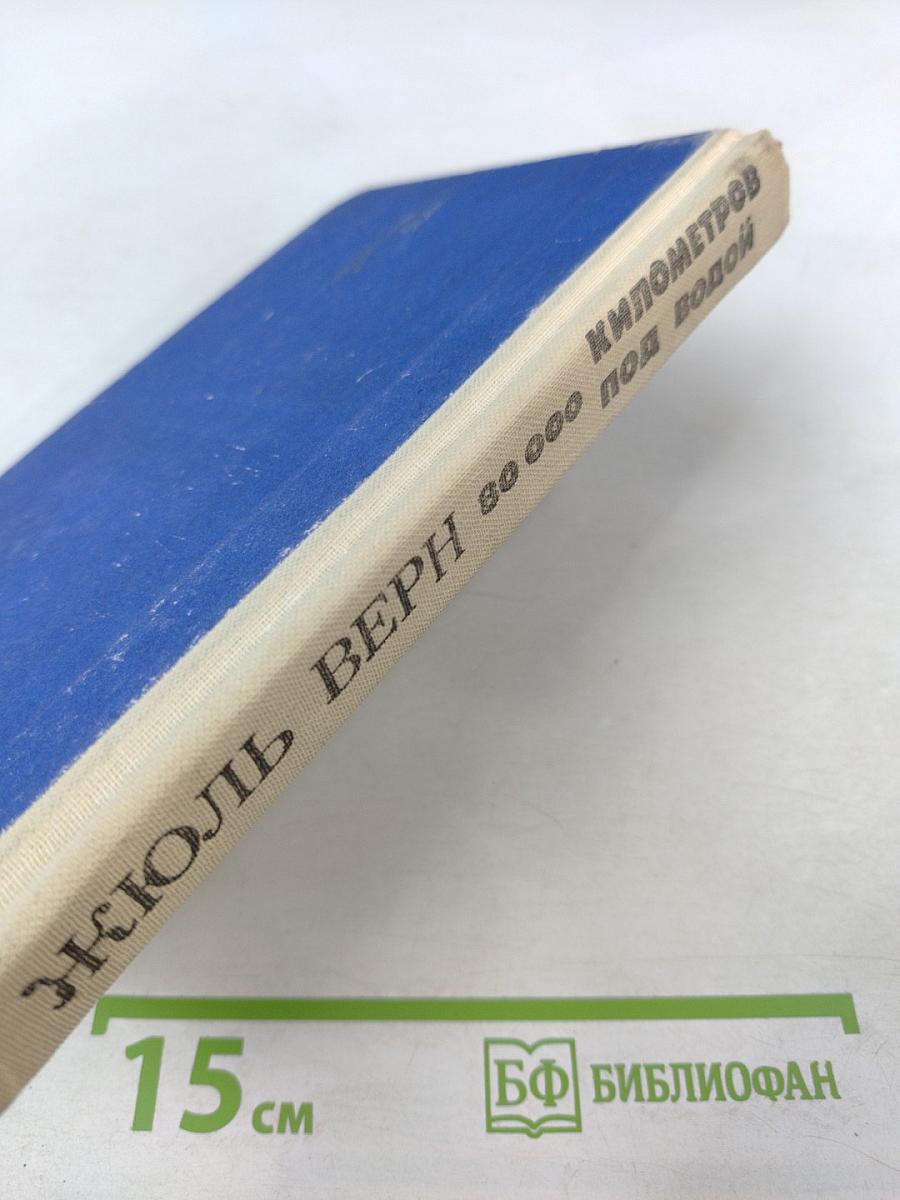 ЖЮЛЬ ВЕРН 80 000 КИЛОМЕТРОВ
ПОД ВОДОЙ
15 см
БФ БИБЛИОФАН